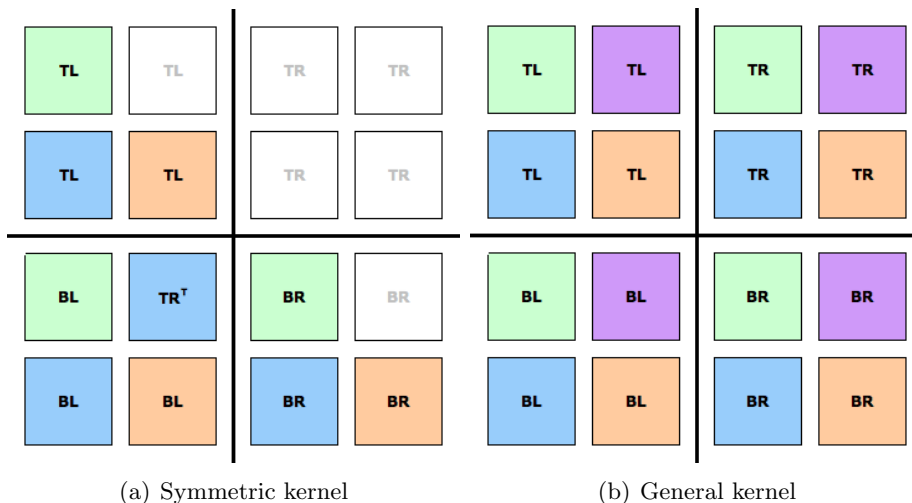 TL TL TR TR TL TL TR TR
TL TL TR TR TL TL TR TR
BL TR^T BR BR BL BL BR BR
BL BL BR BR BL BL BR BR
(a) Symmetric kernel (b) General kernel